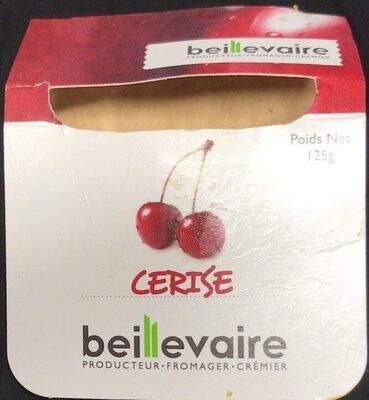 beillevaire
PRODUCTEUR•FROMAGER•CRÉMIER
Poids Net
125g
CERISE
beillevaire
PRODUCTEUR•FROMAGER•CRÉMIER